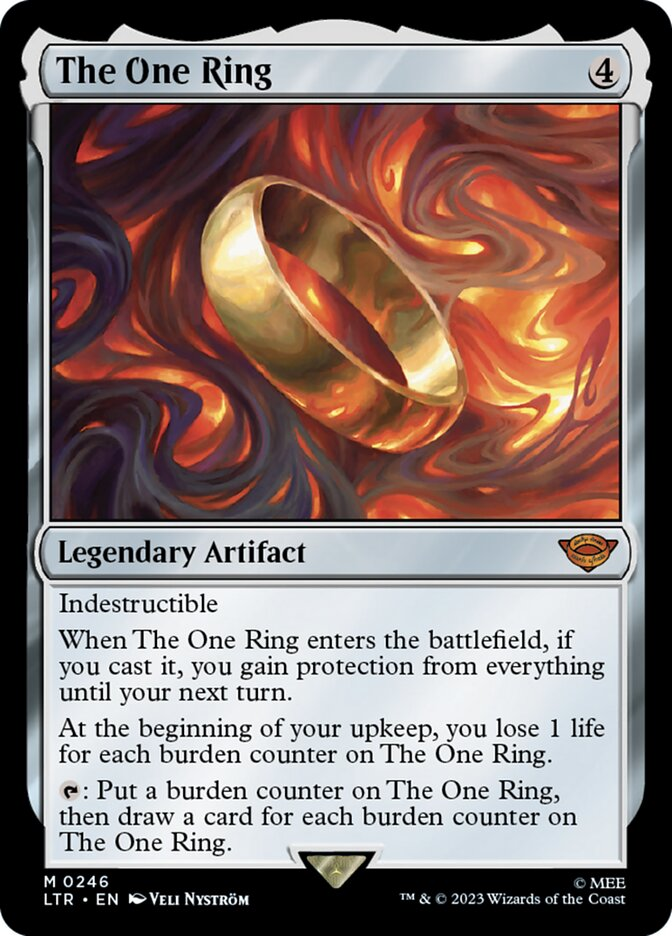 The One Ring 4
Legendary Artifact
Indestructible
When The One Ring enters the battlefield, if
you cast it, you gain protection from everything
until your next turn.
At the beginning of your upkeep, you lose 1 life
for each burden counter on The One Ring.
: Put a burden counter on The One Ring,
then draw a card for each burden counter on
The One Ring.
M 0246
LTR • EN VELI NYSTRÖM
© MEE
™ & © 2023 Wizards of the Coast